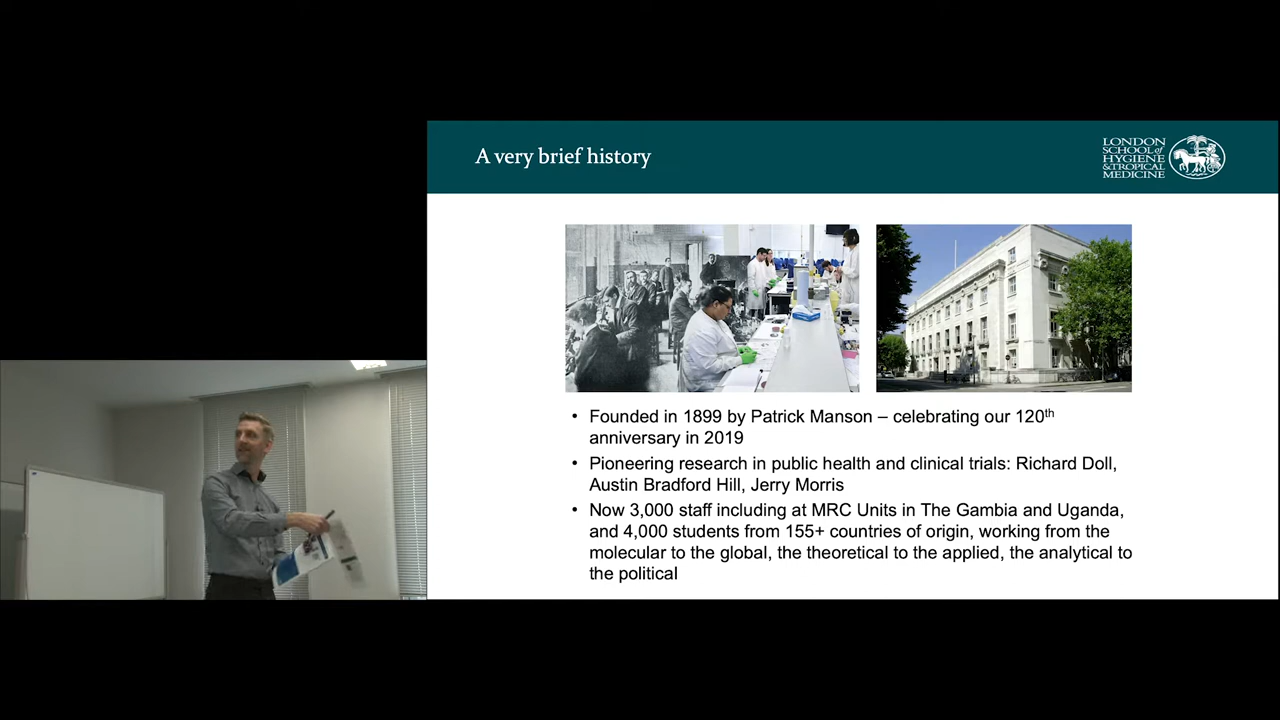 A very brief history
LONDON
SCHOOL of
HYGIENE
& TROPICAL
MEDICINE
• Founded in 1899 by Patrick Manson – celebrating our 120th
anniversary in 2019
• Pioneering research in public health and clinical trials: Richard Doll,
Austin Bradford Hill, Jerry Morris
• Now 3,000 staff including at MRC Units in The Gambia and Uganda,
and 4,000 students from 155+ countries of origin, working from the
molecular to the global, the theoretical to the applied, the analytical to
the political